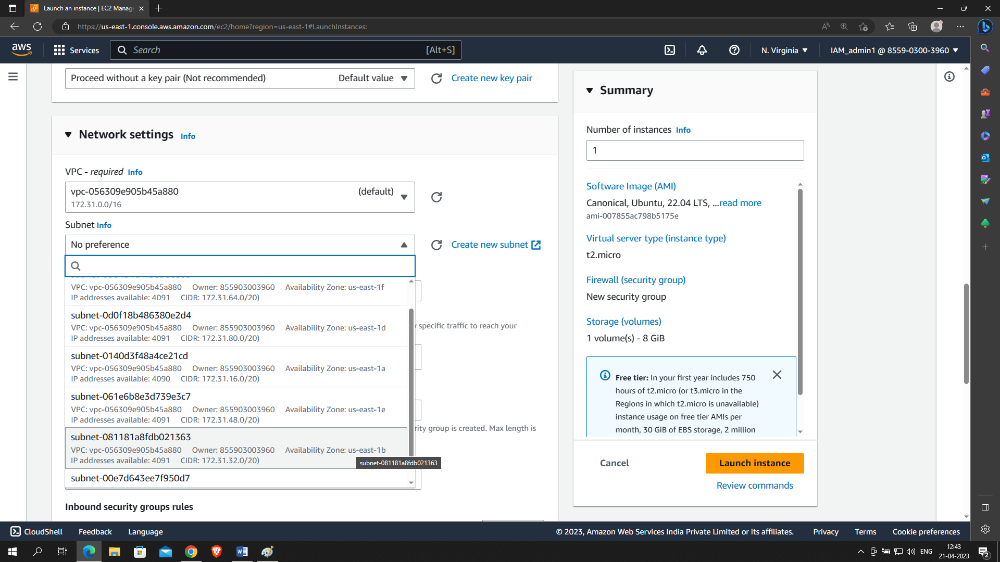 Launch an instance | EC2 Manag
https://us-east-1.console.aws.amazon.com/ec2/home?region=us-east-1#LaunchInstances:
aws
Services
Search
[Alt+S]
N. Virginia
IAM_admin1 @ 8559-0300-3960
Proceed without a key pair (Not recommended)
Default value
Create new key pair
Network settings Info
VPC - required Info
vpc-056309e905b45a880
(default)
172.31.0.0/16
Subnet Info
No preference
Create new subnet
VPC: vpc-056309e905b45a880 Owner: 855903003960 Availability Zone: us-east-1f
IP addresses available: 4091 CIDR: 172.31.64.0/20)
subnet-0d0f18b486380e2d4
VPC: vpc-056309e905b45a880 Owner: 855903003960 Availability Zone: us-east-1d
IP addresses available: 4091 CIDR: 172.31.80.0/20)
specific traffic to reach your
subnet-0140d3f48a4ce21cd
VPC: vpc-056309e905b45a880 Owner: 855903003960 Availability Zone: us-east-1a
IP addresses available: 4090 CIDR: 172.31.16.0/20)
subnet-061e6b8e3d739e3c7
VPC: vpc-056309e905b45a880 Owner: 855903003960 Availability Zone: us-east-1e
IP addresses available: 4091 CIDR: 172.31.48.0/20)
subnet-081181a8fdb021363
rity group is created. Max length is
VPC: vpc-056309e905b45a880 Owner: 855903003960 Availability Zone: us-east-1b
IP addresses available: 4091 CIDR: 172.31.32.0/20)
subnet-081181a8fdb021363
subnet-00e7d643ee7f950d7
Inbound security groups rules
Summary
Number of instances Info
1
Software Image (AMI)
Canonical, Ubuntu, 22.04 LTS, ...read more
ami-007855ac798b5175e
Virtual server type (instance type)
t2.micro
Firewall (security group)
New security group
Storage (volumes)
1 volume(s) - 8 GiB
Free tier: In your first year includes 750
hours of t2.micro (or t3.micro in the
Regions in which t2.micro is unavailable)
instance usage on free tier AMIs per
month, 30 GiB of EBS storage, 2 million
Cancel
Launch instance
Review commands
CloudShell
Feedback
Language
© 2023, Amazon Web Services India Private Limited or its affiliates.
Privacy
Terms
Cookie preferences
ENG
12:43
21-04-2023
2